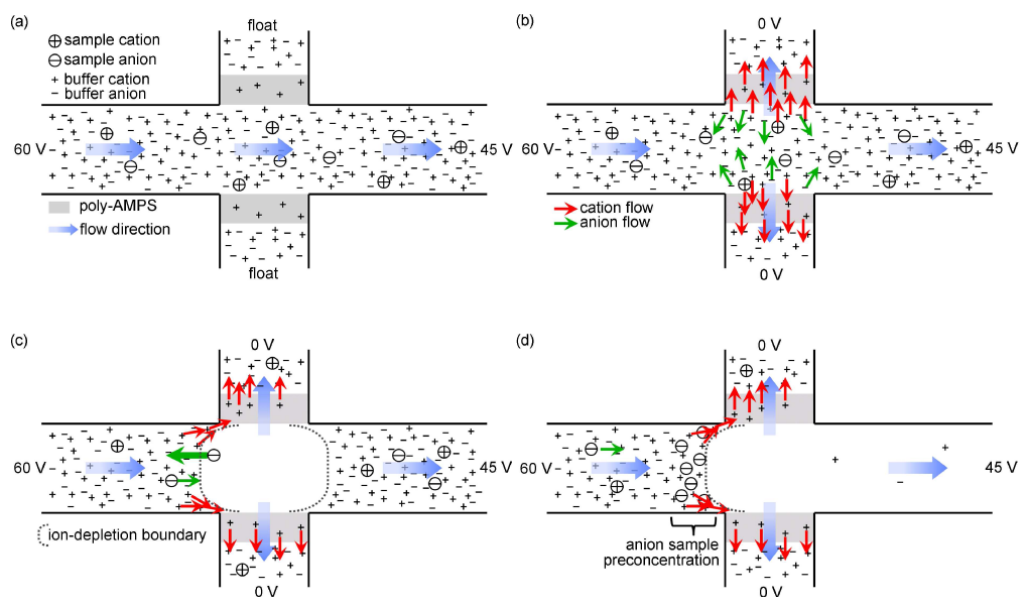 (a)
float
⊕ sample cation
⊖ sample anion
+ buffer cation
− buffer anion
60 V
45 V
poly-AMPS
flow direction
float
(b)
0 V
60 V
45 V
cation flow
anion flow
0 V
(c)
0 V
60 V
45 V
ion-depletion boundary
0 V
(d)
0 V
60 V
45 V
anion sample
preconcentration
0 V